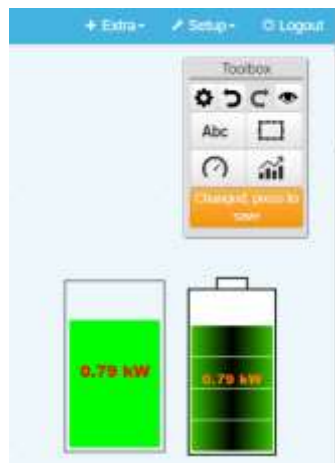 + Extra Setup Logout
Toolbox
Abc
Changed, press to
save
0.79 kW
0.79 kW